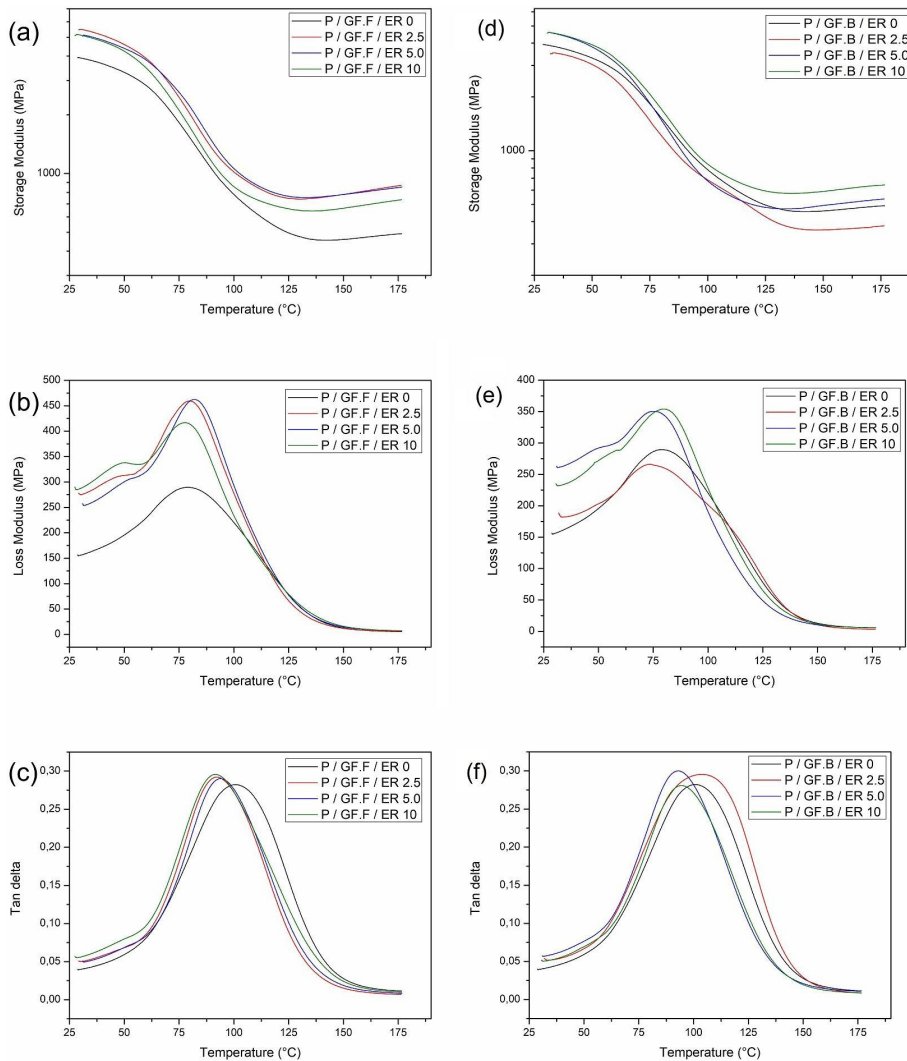 (a)
P / GF.F / ER 0
P / GF.F / ER 2.5
P / GF.F / ER 5.0
P / GF.F / ER 10
Storage Modulus (MPa)
1000
25 50 75 100 125 150 175
Temperature (°C)
(d)
P / GF.B / ER 0
P / GF.B / ER 2.5
P / GF.B / ER 5.0
P / GF.B / ER 10
Storage Modulus (MPa)
1000
25 50 75 100 125 150 175
Temperature (°C)
(b)
P / GF.F / ER 0
P / GF.F / ER 2.5
P / GF.F / ER 5.0
P / GF.F / ER 10
Loss Modulus (MPa)
500
450
400
350
300
250
200
150
100
50
0
25 50 75 100 125 150 175
Temperature (°C)
(e)
P / GF.B / ER 0
P / GF.B / ER 2.5
P / GF.B / ER 5.0
P / GF.B / ER 10
Loss Modulus (MPa)
400
350
300
250
200
150
100
50
0
25 50 75 100 125 150 175
Temperature (°C)
(c)
P / GF.F / ER 0
P / GF.F / ER 2.5
P / GF.F / ER 5.0
P / GF.F / ER 10
Tan delta
0,30
0,25
0,20
0,15
0,10
0,05
0,00
25 50 75 100 125 150 175
Temperature (°C)
(f)
P / GF.B / ER 0
P / GF.B / ER 2.5
P / GF.B / ER 5.0
P / GF.B / ER 10
Tan delta
0,30
0,25
0,20
0,15
0,10
0,05
0,00
25 50 75 100 125 150 175
Temperature (°C)